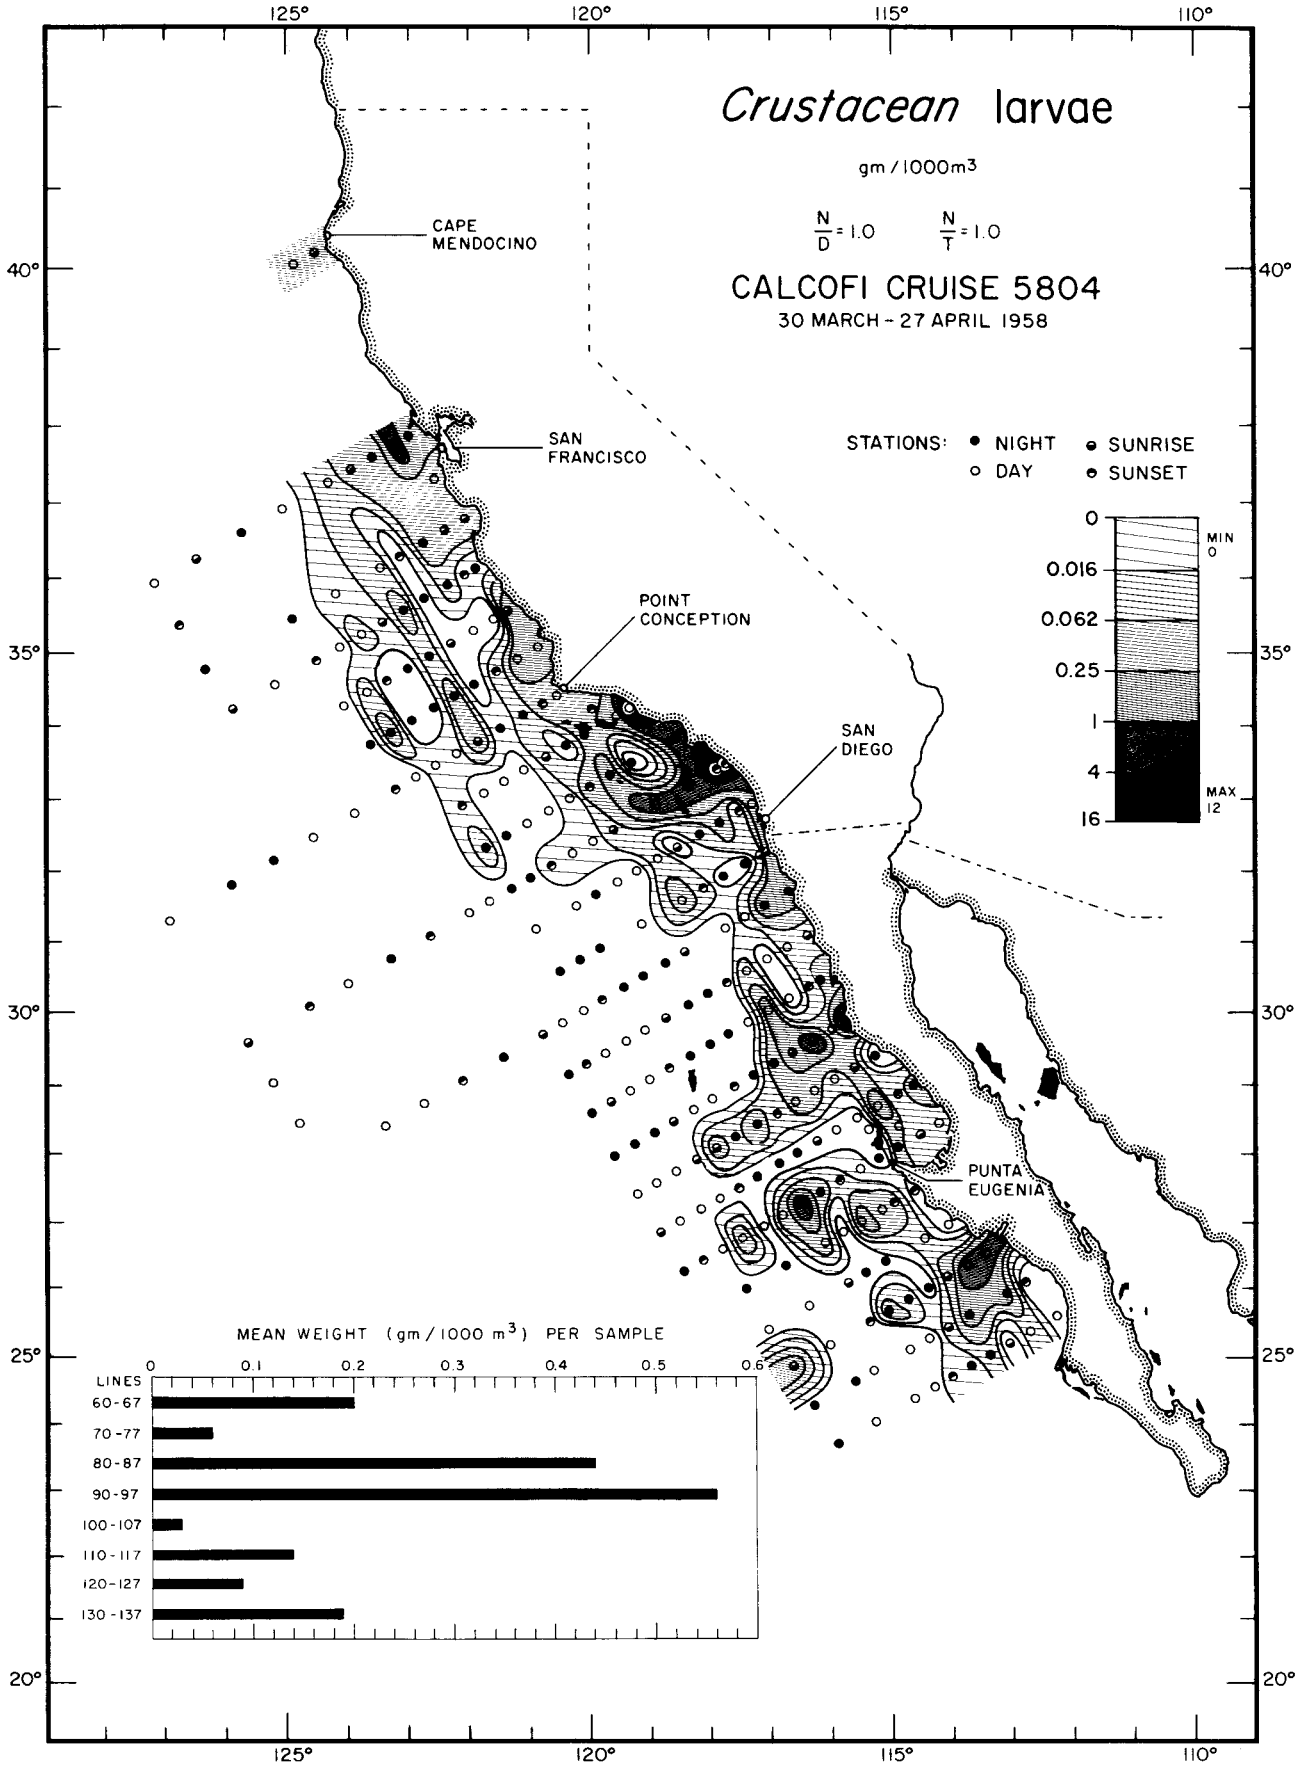 125° 120° 115° 110°
Crustacean larvae
gm/1000m³
N/D = 1.0 N/T = 1.0
CALCOFI CRUISE 5804
30 MARCH - 27 APRIL 1958
CAPE
MENDOCINO
40° 40°
SAN
FRANCISCO
STATIONS: ● NIGHT ◒ SUNRISE
○ DAY ◓ SUNSET
0
MIN
0
0.016
0.062
0.25
1
4
MAX
12
16
POINT
CONCEPTION
35° 35°
SAN
DIEGO
30° 30°
PUNTA
EUGENIA
25° 25°
MEAN WEIGHT (gm/1000 m³) PER SAMPLE
0 0.1 0.2 0.3 0.4 0.5 0.6
LINES
60-67
70-77
80-87
90-97
100-107
110-117
120-127
130-137
20° 20°
125° 120° 115° 110°